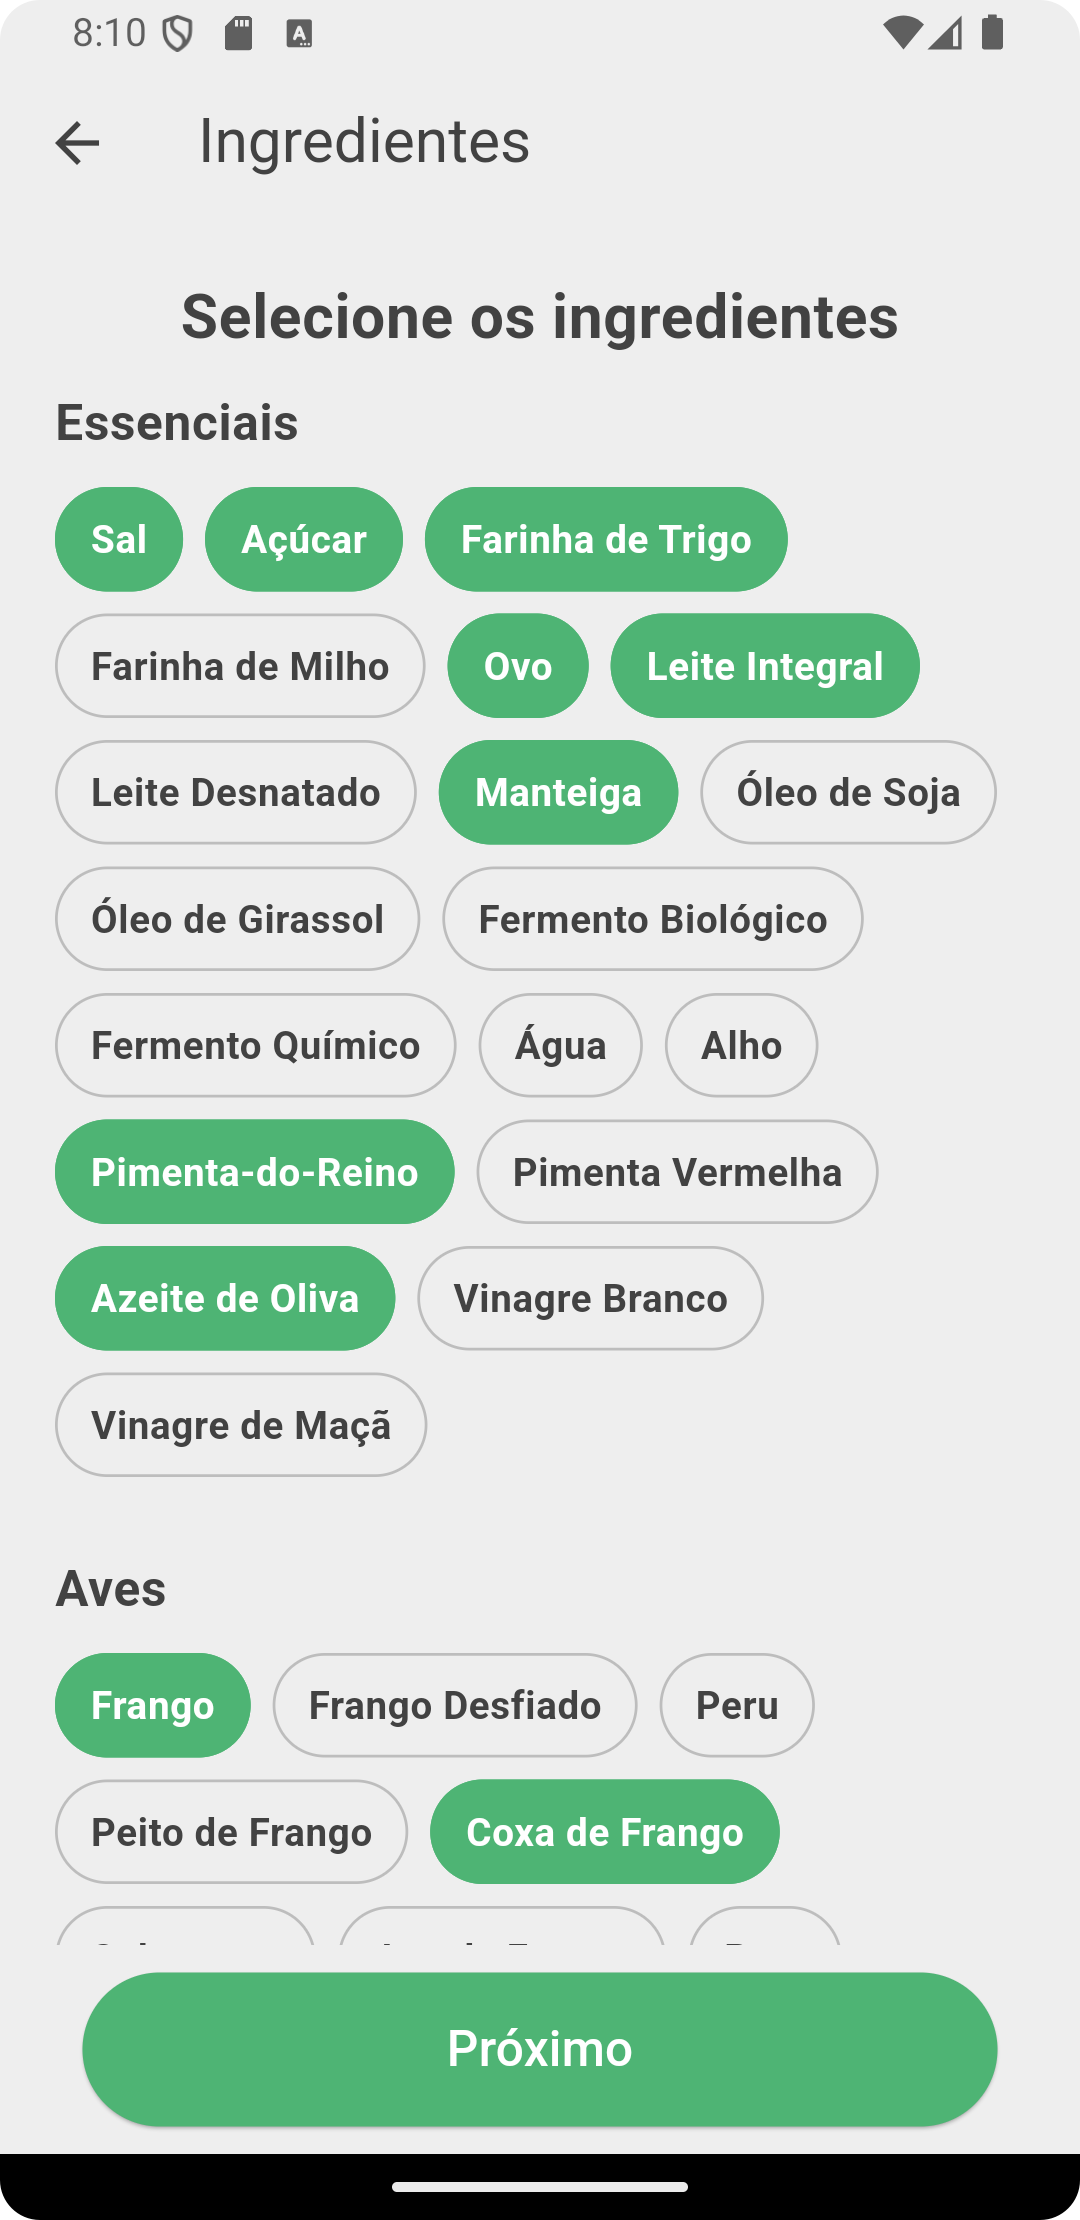 8:10
Ingredientes
Selecione os ingredientes
Essenciais
Sal Açúcar Farinha de Trigo
Farinha de Milho Ovo Leite Integral
Leite Desnatado Manteiga Óleo de Soja
Óleo de Girassol Fermento Biológico
Fermento Químico Água Alho
Pimenta-do-Reino Pimenta Vermelha
Azeite de Oliva Vinagre Branco
Vinagre de Maçã
Aves
Frango Frango Desfiado Peru
Peito de Frango Coxa de Frango
Próximo